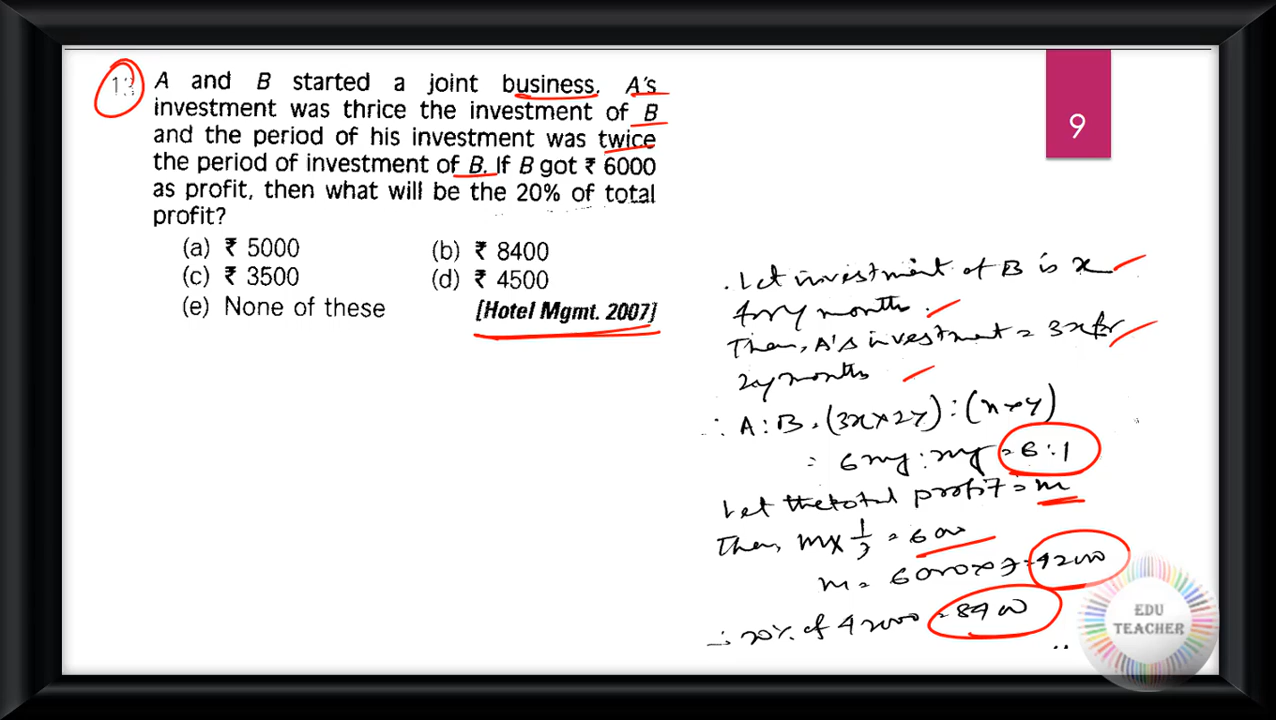 13 A and B started a joint business. A's
investment was thrice the investment of B
and the period of his investment was twice
the period of investment of B. If B got ₹ 6000
as profit, then what will be the 20% of total
profit?
(a) ₹ 5000 (b) ₹ 8400
(c) ₹ 3500 (d) ₹ 4500
(e) None of these [Hotel Mgmt. 2007]
9
Let investment of B is x
for y months.
Then, A's investment = 3x for
2y months
∴ A : B = (3x × 2y) : (x × y)
= 6xy : xy = 6 : 1
Let the total profit = m
Then, m × 1/7 = 6000
m = 6000 × 7 = 42000
∴ 20% of 42000 = 8400
EDU
TEACHER